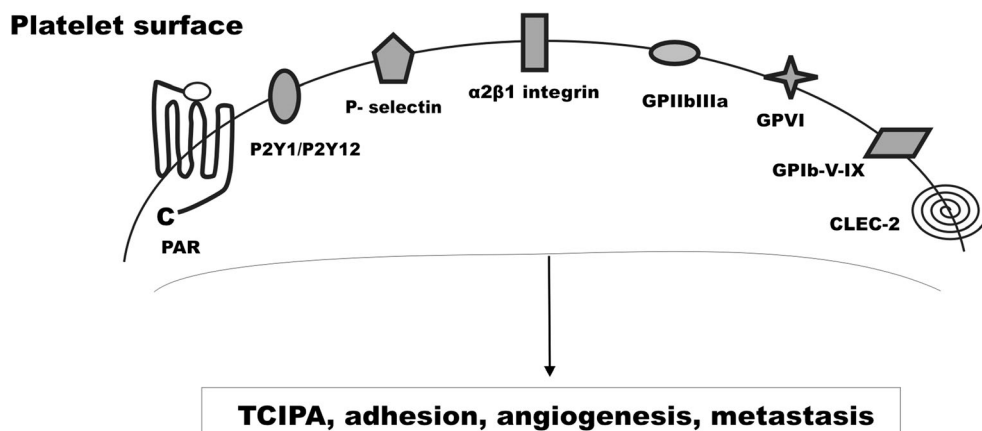 Platelet surface
P2Y1/P2Y12
P- selectin
α2β1 integrin
GPIIbIIIa
GPVI
GPIb-V-IX
CLEC-2
C
PAR
TCIPA, adhesion, angiogenesis, metastasis